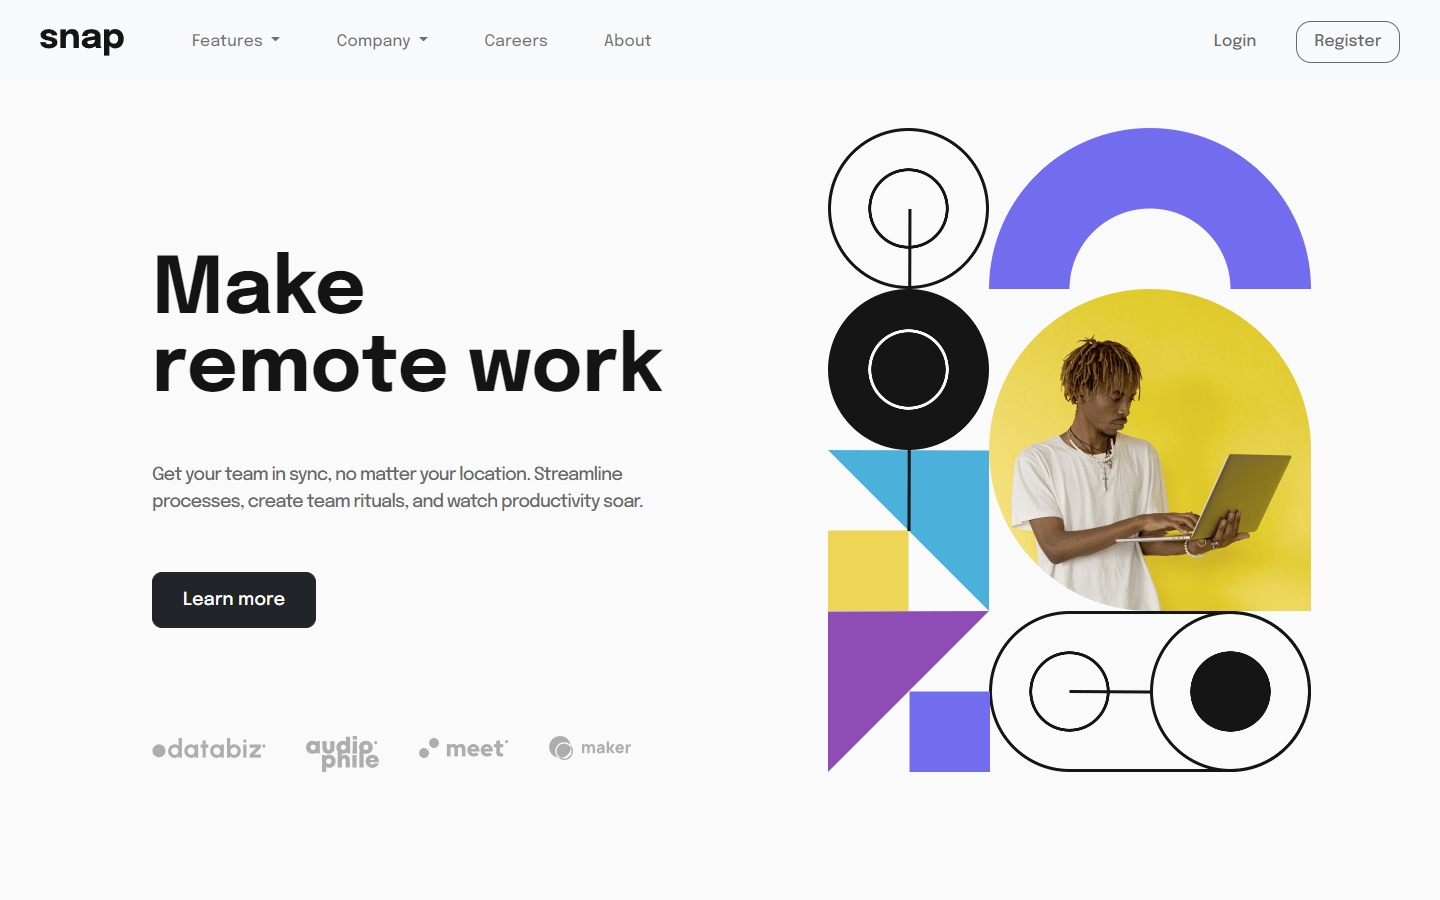 snap
Features
Company
Careers
About
Login
Register
Make
remote work
Get your team in sync, no matter your location. Streamline
processes, create team rituals, and watch productivity soar.
Learn more
databiz
audiophile
meet
maker